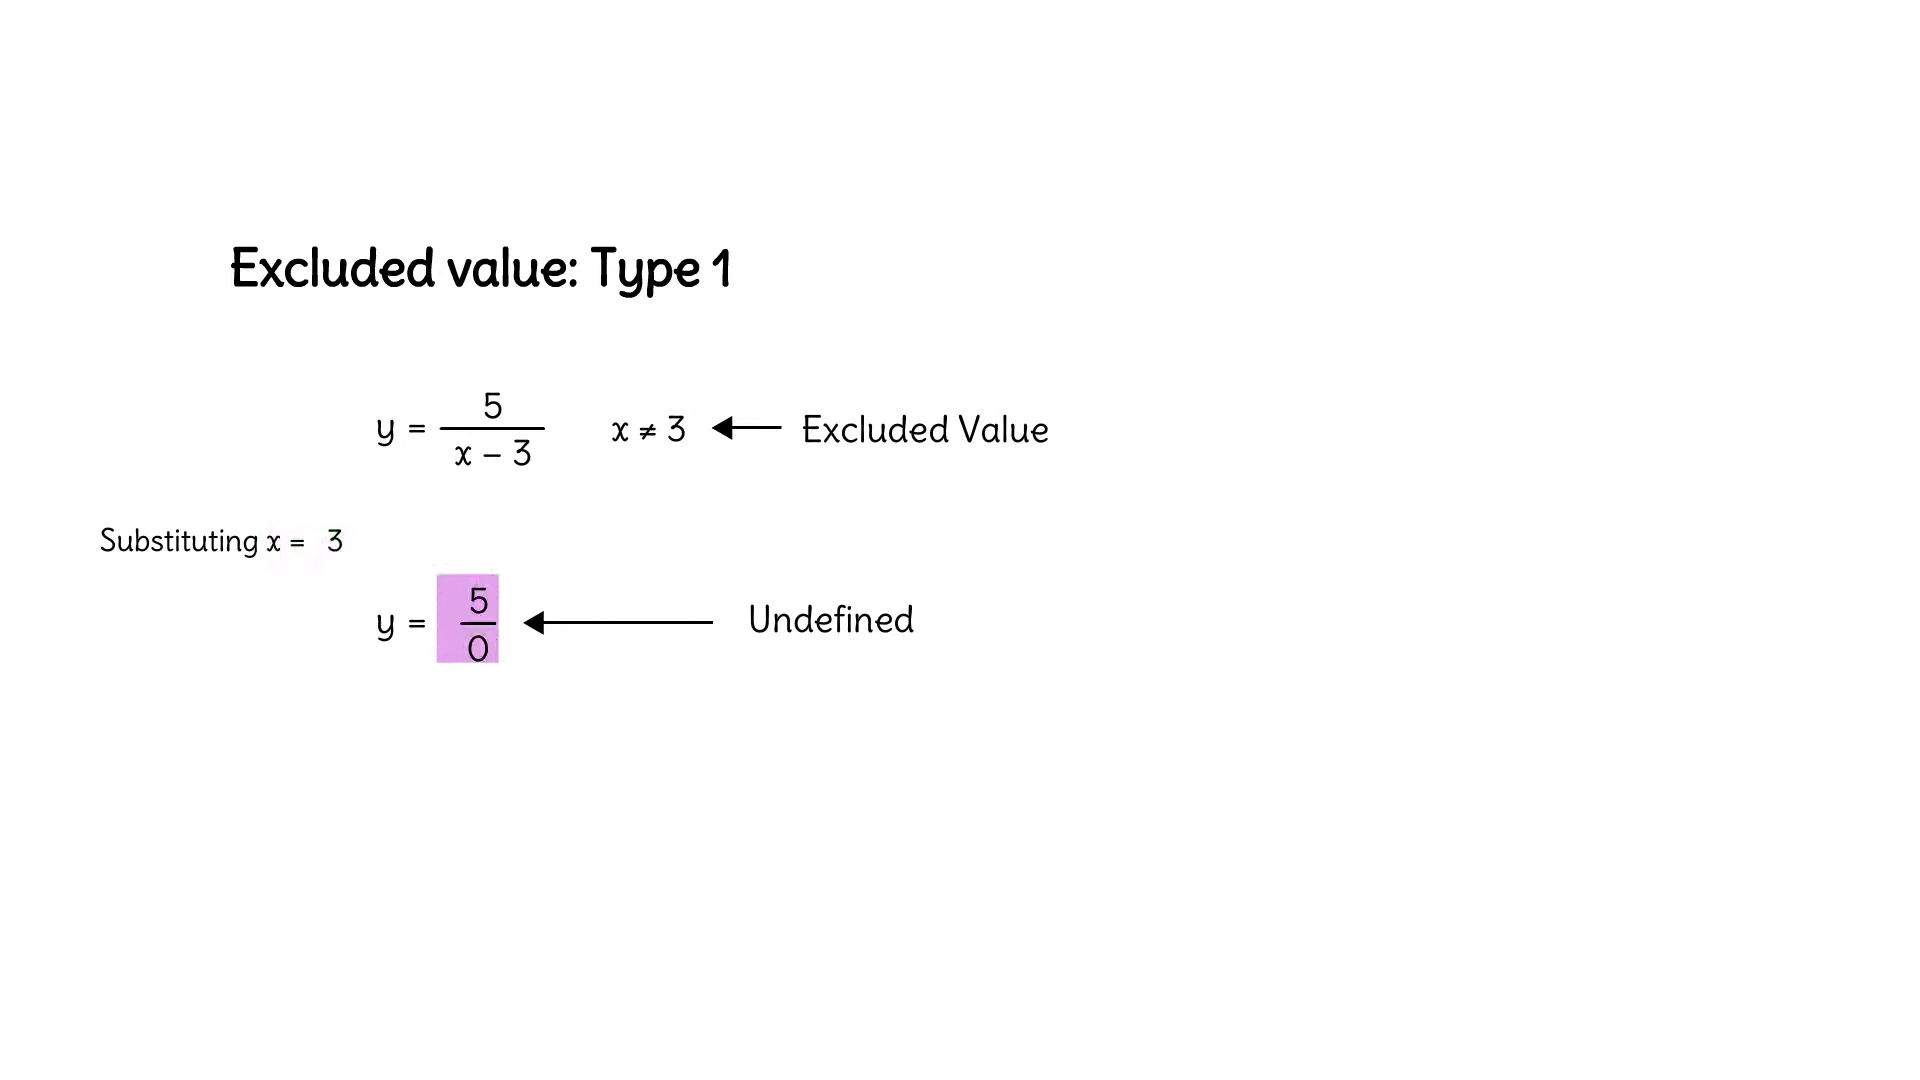 Excluded value: Type 1
y = 5/(x – 3) x ≠ 3 ← Excluded Value
Substituting x = 3
y = 5/0 ← Undefined